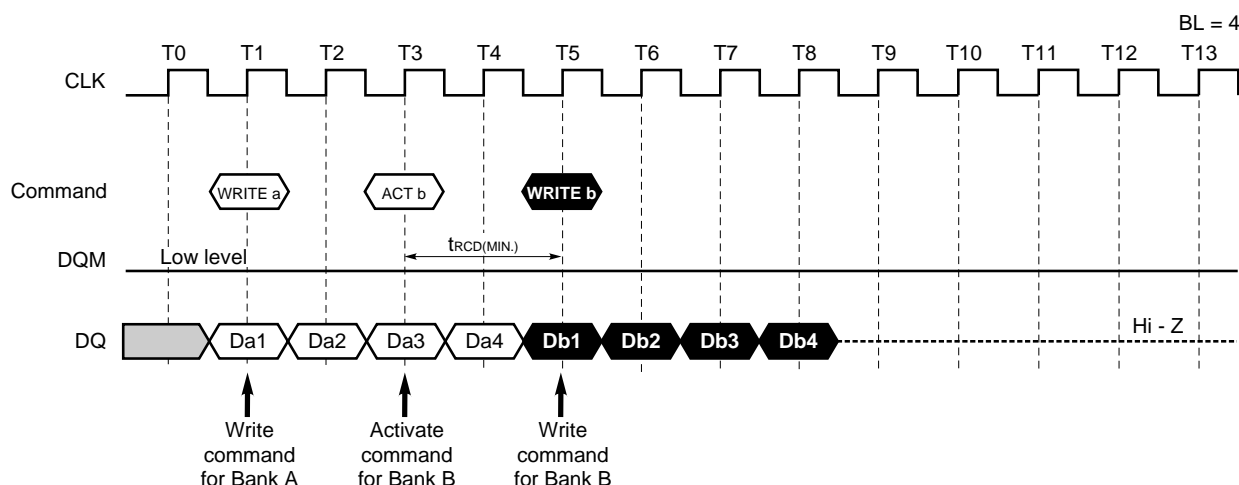 BL = 4
T0 T1 T2 T3 T4 T5 T6 T7 T8 T9 T10 T11 T12 T13
CLK
Command WRITE a ACT b WRITE b
tRCD(MIN.)
DQM Low level
Hi - Z
DQ Da1 Da2 Da3 Da4 Db1 Db2 Db3 Db4
Write Activate Write
command command command
for Bank A for Bank B for Bank B